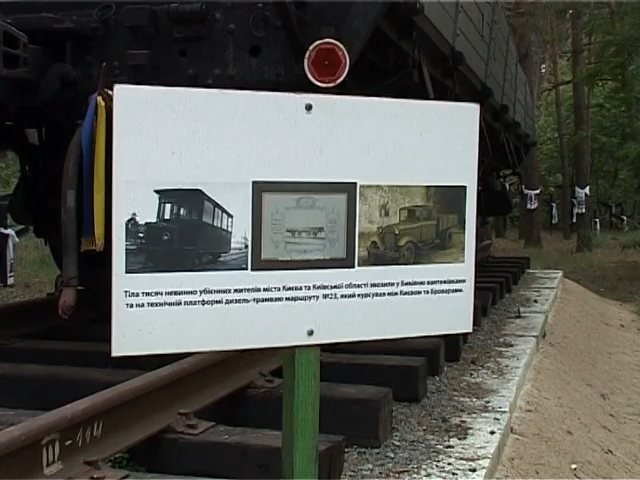 Тіла тисяч невинно убієнних жителів міста Києва та Київської області звозили у Биківню вантажівками
та на технічній платформі дизель-трамваю маршруту №23, який курсував між Києвом та Броварами.
Ш - 114